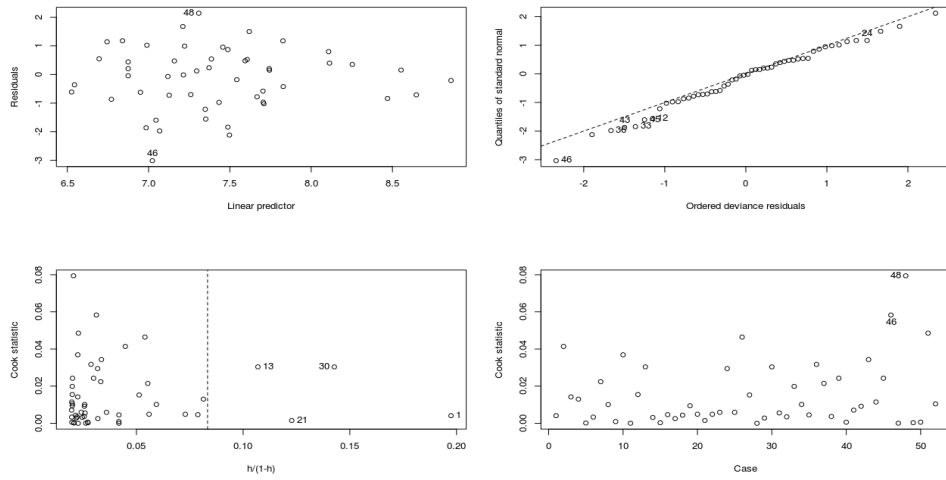 48
46
2
1
0
-1
-2
-3
Residuals
6.5 7.0 7.5 8.0 8.5
Linear predictor
24
43
12
33
46
2
1
0
-1
-2
-3
Quantiles of standard normal
-2 -1 0 1 2
Ordered deviance residuals
13
30
21
1
0.08
0.06
0.04
0.02
0.00
Cook statistic
0.05 0.10 0.15 0.20
h/(1-h)
48
46
0.08
0.06
0.04
0.02
0.00
Cook statistic
0 10 20 30 40 50
Case